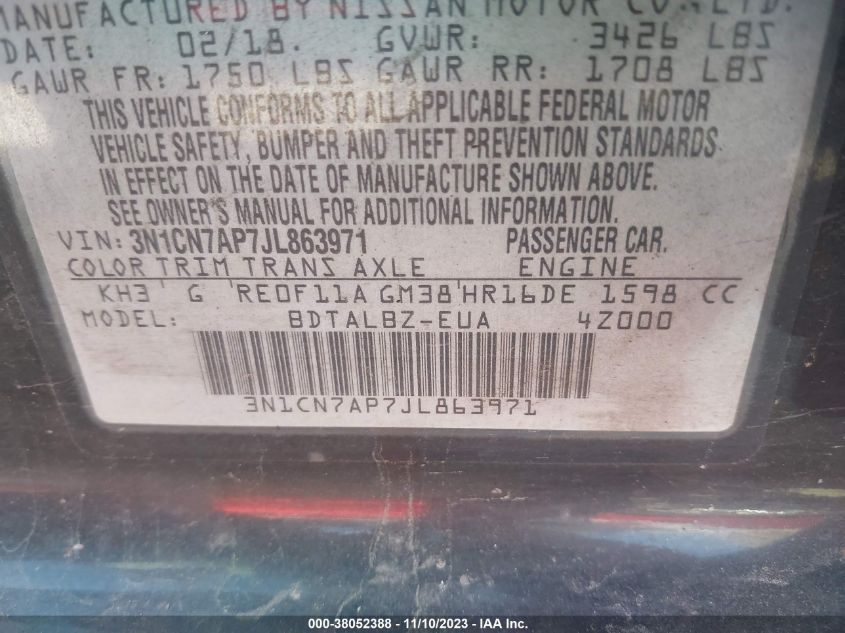 MANUFACTURED BY NISSAN MOTOR CO., LTD.
DATE: 02/18. GVWR: 3426 LBS
GAWR FR: 1750 LBS GAWR RR: 1708 LBS
THIS VEHICLE CONFORMS TO ALL APPLICABLE FEDERAL MOTOR
VEHICLE SAFETY, BUMPER AND THEFT PREVENTION STANDARDS
IN EFFECT ON THE DATE OF MANUFACTURE SHOWN ABOVE.
SEE OWNER'S MANUAL FOR ADDITIONAL INFORMATION.
VIN: 3N1CN7AP7JL863971 PASSENGER CAR.
COLOR TRIM TRANS AXLE ENGINE
KH3 G RE0F11A GM38 HR16DE 1598 CC
MODEL: BDTALBZ-EUA 4Z000
3N1CN7AP7JL863971
000-38052388 - 11/10/2023 - IAA Inc.